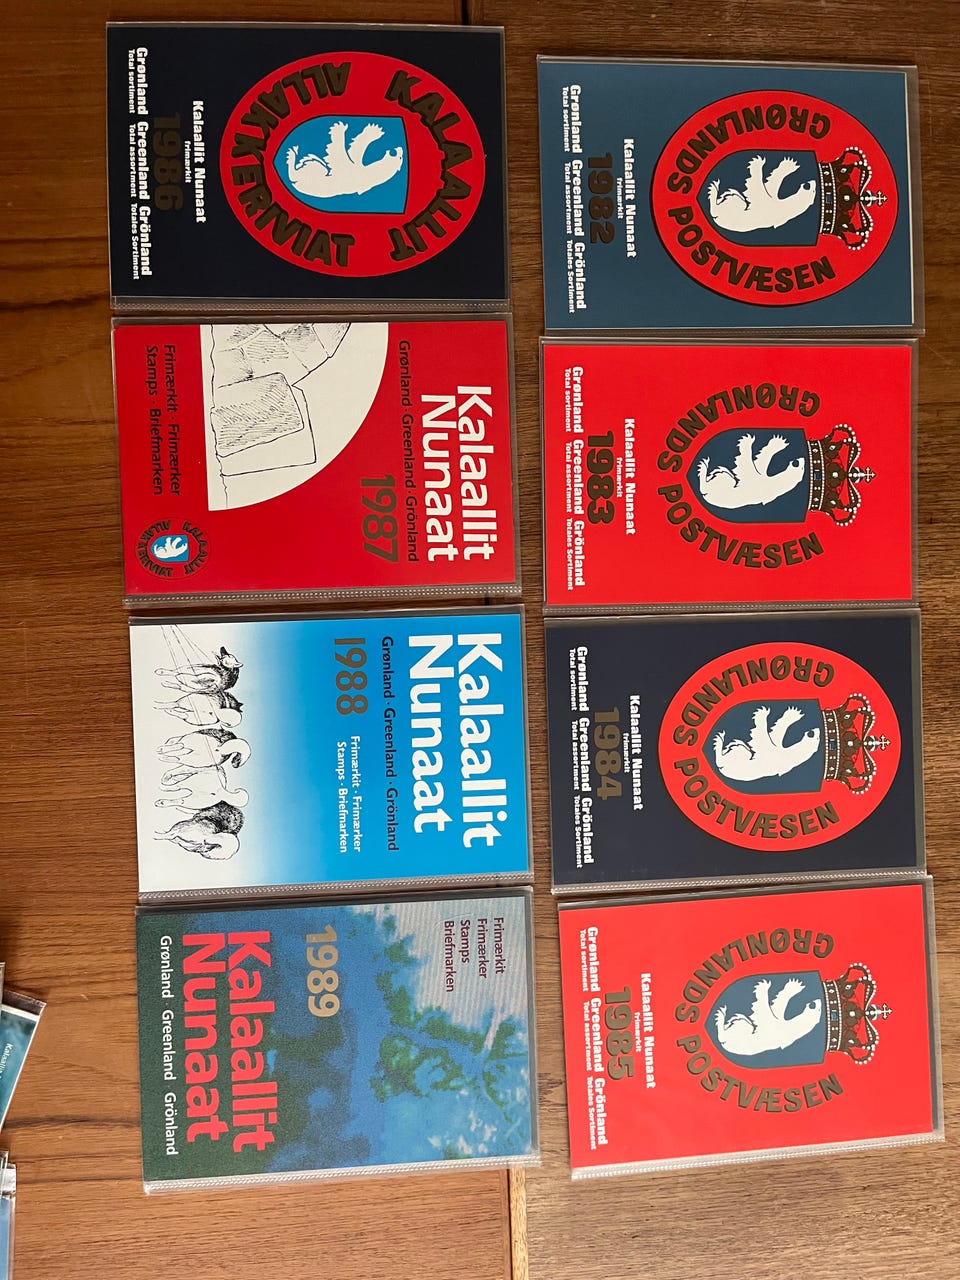 GRØNLANDS POSTVÆSEN
Kalaallit Nunaat
frimærkit
1982
Grønland Greenland Grönland
Total sortiment Total assortment Totales Sortiment
GRØNLANDS POSTVÆSEN
Kalaallit Nunaat
frimærkit
1983
Grønland Greenland Grönland
Total sortiment Total assortment Totales Sortiment
GRØNLANDS POSTVÆSEN
Kalaallit Nunaat
frimærkit
1984
Grønland Greenland Grönland
Total sortiment Total assortment Totales Sortiment
GRØNLANDS POSTVÆSEN
Kalaallit Nunaat
frimærkit
1985
Grønland Greenland Grönland
Total sortiment Total assortment Totales Sortiment
KALAALLIT
ALLAKKERIVIAT
Kalaallit Nunaat
frimærkit
1986
Grønland Greenland Grönland
Total sortiment Total assortment Totales Sortiment
Kalaallit
Nunaat
Grønland · Greenland · Grönland
1987
KALAALLIT
ALLAKKERIVIAT
Frimærkit · Frimærker
Stamps · Briefmarken
Kalaallit
Nunaat
Grønland · Greenland · Grönland
1988
Frimærkit · Frimærker
Stamps · Briefmarken
Frimærkit
Frimærker
Stamps
Briefmarken
1989
Kalaallit
Nunaat
Grønland · Greenland · Grönland